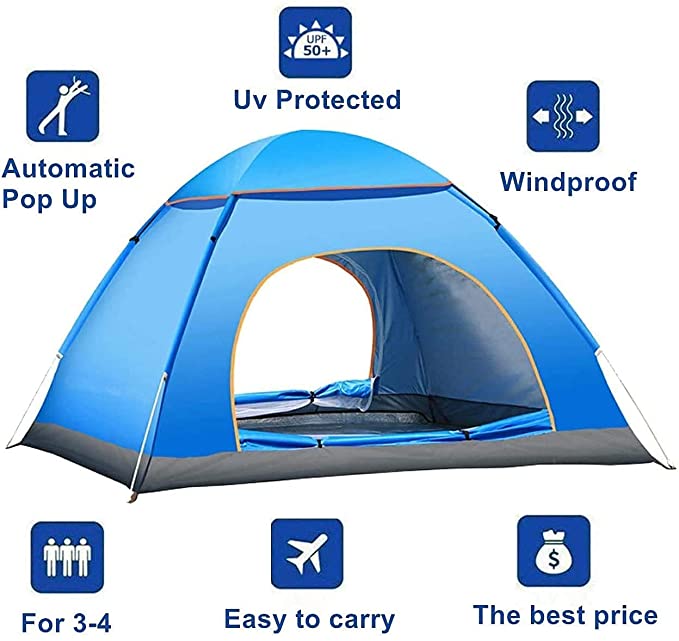 UPF
50+
Uv Protected
Automatic
Pop Up
Windproof
For 3-4
Easy to carry
$
The best price